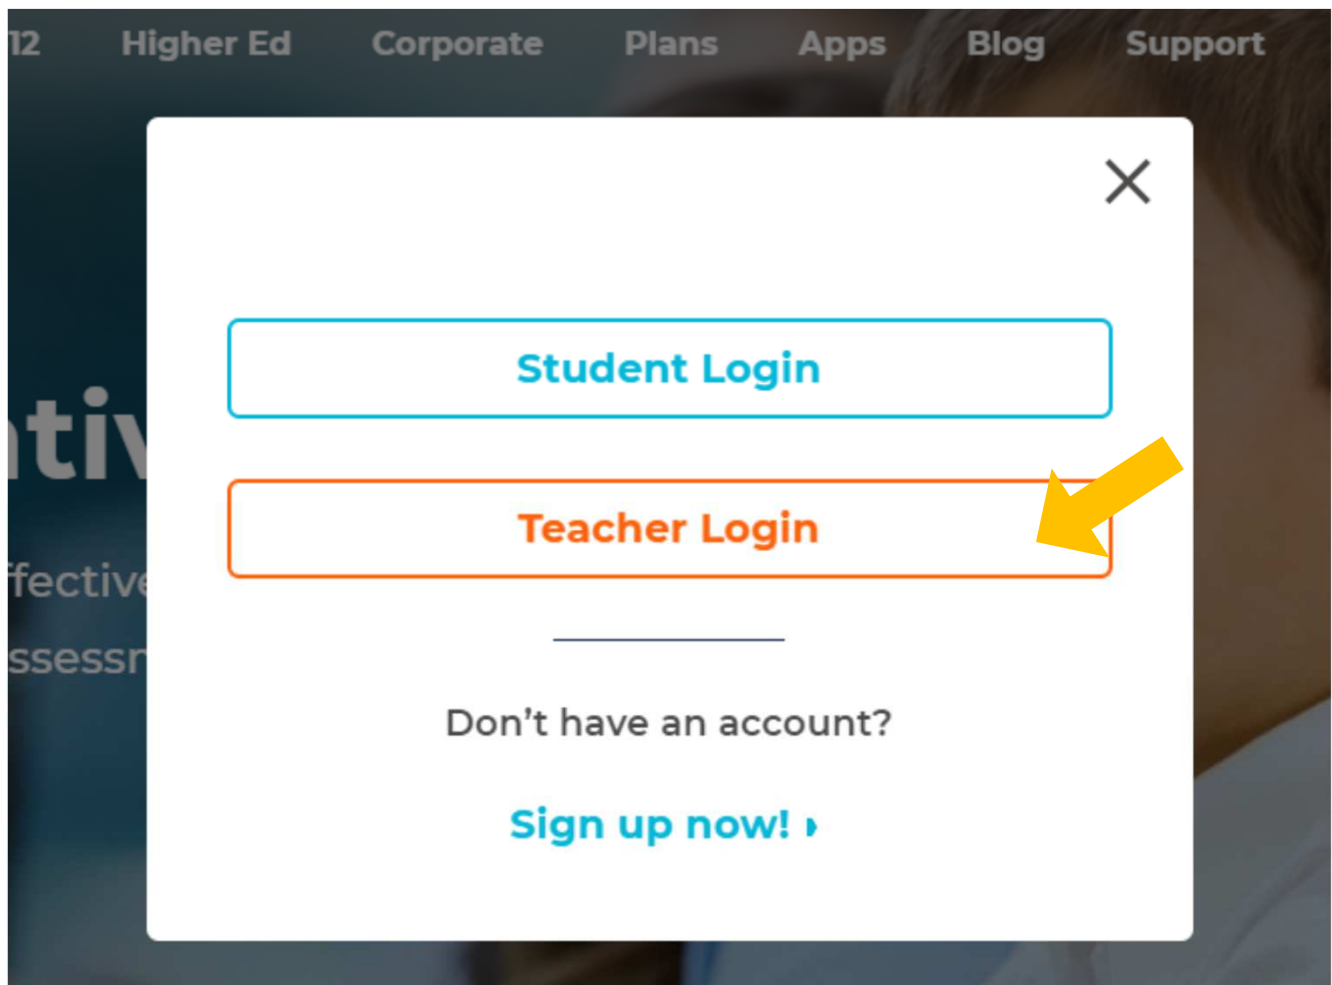 12 Higher Ed Corporate Plans Apps Blog Support
Student Login
Teacher Login
Don't have an account?
Sign up now!